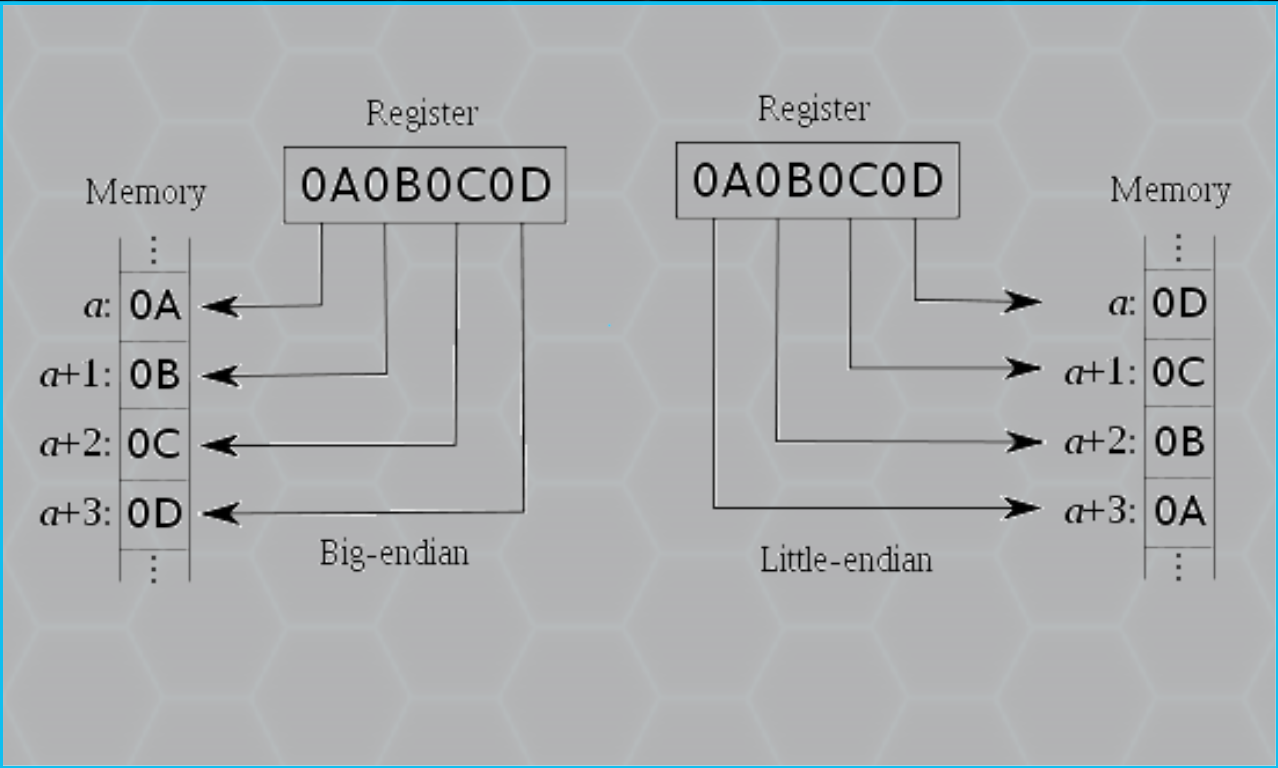 Register
0A0B0C0D
Memory
⋮
a: 0A
a+1: 0B
a+2: 0C
a+3: 0D
⋮
Big-endian
Register
0A0B0C0D
Memory
⋮
a: 0D
a+1: 0C
a+2: 0B
a+3: 0A
⋮
Little-endian